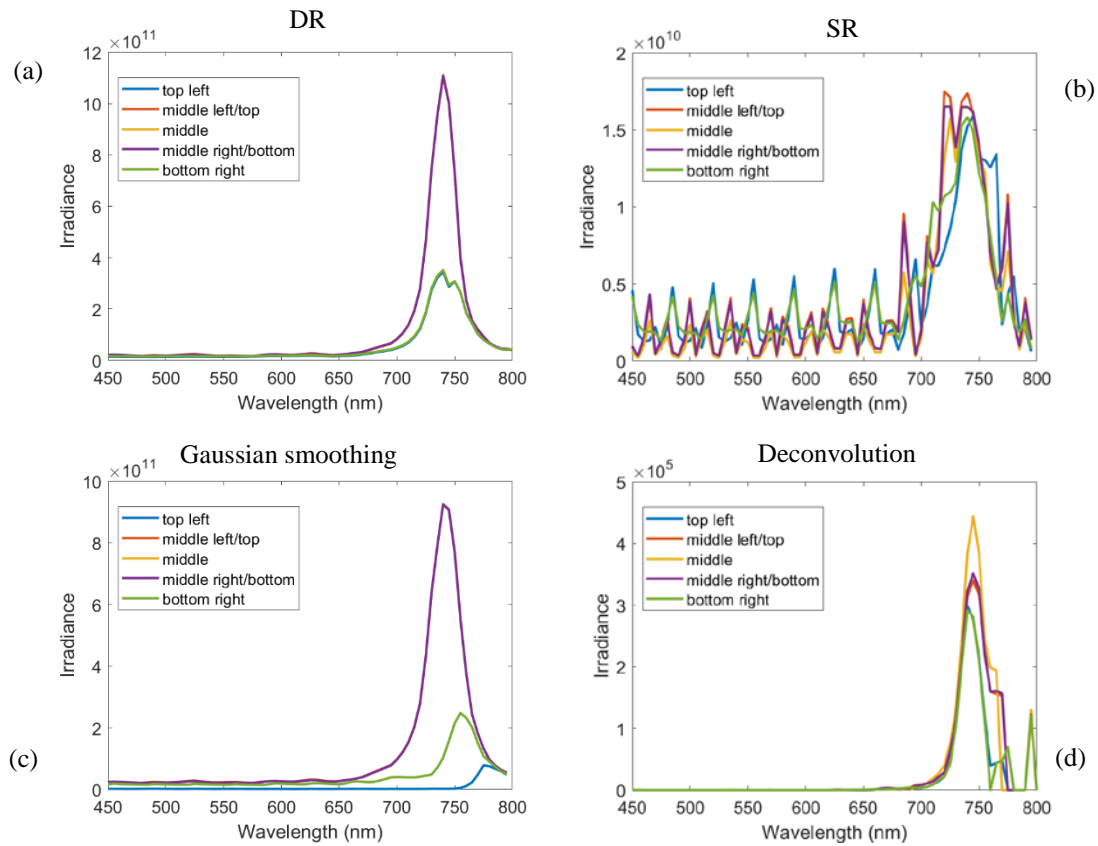 DR
(a)
× 10^11
12
10
8
6
4
2
0
Irradiance
450 500 550 600 650 700 750 800
Wavelength (nm)
top left
middle left/top
middle
middle right/bottom
bottom right
SR
(b)
× 10^10
2
1.5
1
0.5
0
Irradiance
450 500 550 600 650 700 750 800
Wavelength (nm)
top left
middle left/top
middle
middle right/bottom
bottom right
Gaussian smoothing
(c)
× 10^11
10
8
6
4
2
0
Irradiance
450 500 550 600 650 700 750 800
Wavelength (nm)
top left
middle left/top
middle
middle right/bottom
bottom right
Deconvolution
(d)
× 10^5
5
4
3
2
1
0
Irradiance
450 500 550 600 650 700 750 800
Wavelength (nm)
top left
middle left/top
middle
middle right/bottom
bottom right